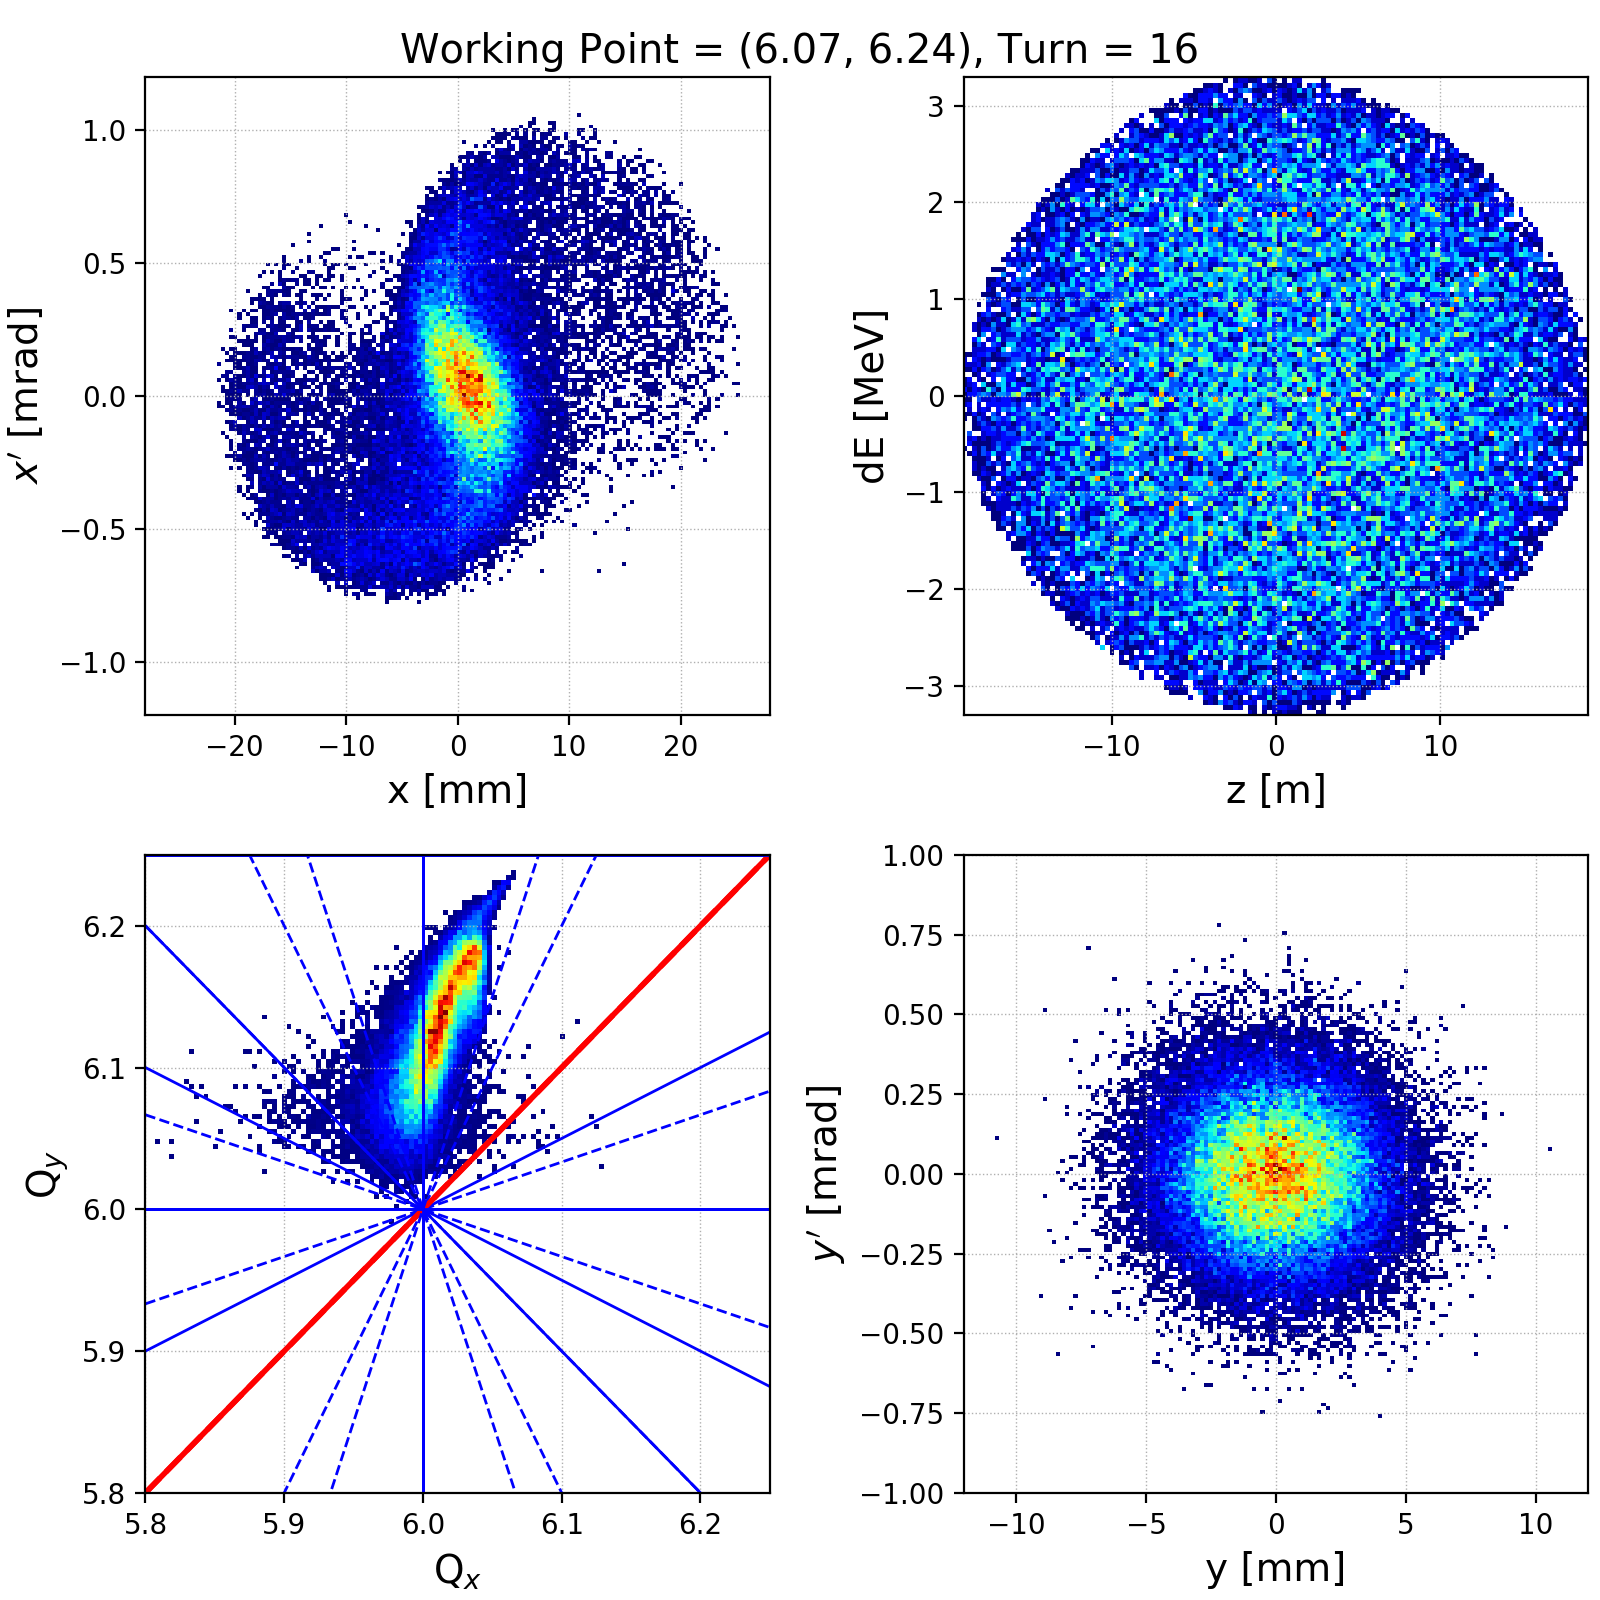 Working Point = (6.07, 6.24), Turn = 16
1.0
0.5
0.0
−0.5
−1.0
x′ [mrad]
−20 −10 0 10 20
x [mm]
3
2
1
0
−1
−2
−3
dE [MeV]
−10 0 10
z [m]
6.2
6.1
6.0
5.9
5.8
Qy
5.8 5.9 6.0 6.1 6.2
Qx
1.00
0.75
0.50
0.25
0.00
−0.25
−0.50
−0.75
−1.00
y′ [mrad]
−10 −5 0 5 10
y [mm]